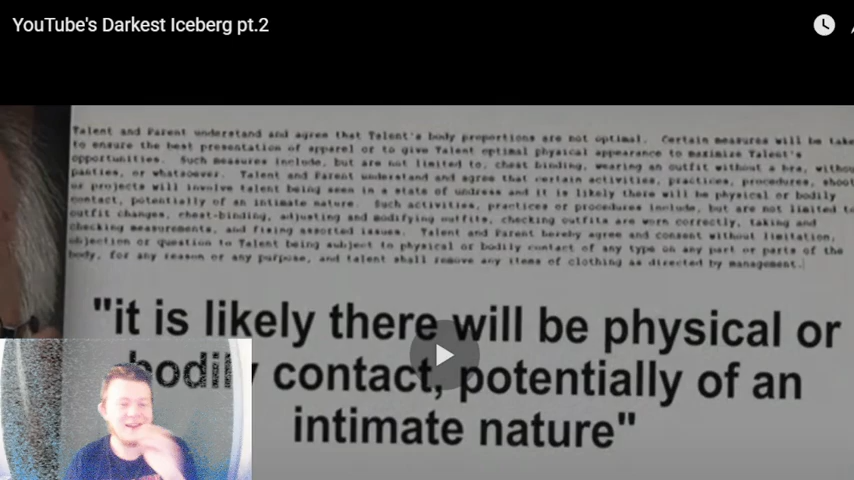 YouTube's Darkest Iceberg pt.2
Talent and Parent understand and agree that Talent's body proportions are not optimal. Certain measures will be take
to ensure the best presentation of apparel or to give Talent optimal physical appearance to maximize Talent's
opportunities. Such measures include, but are not limited to, chest binding, wearing an outfit without a bra, withou
panties, or whatsoever. Talent and Parent understand and agree that certain activities, practices, procedures, shoot
or projects will involve talent being seen in a state of undress and it is likely there will be physical or bodily
contact, potentially of an intimate nature. Such activities, practices or procedures include, but are not limited to
outfit changes, chest-binding, adjusting and modifying outfits, checking outfits are worn correctly, taking and
checking measurements, and fixing assorted issues. Talent and Parent hereby agree and consent without limitation,
objection or question to Talent being subject to physical or bodily contact of any type on any part or parts of the
body, for any reason or any purpose, and talent shall remove any items of clothing as directed by management.
"it is likely there will be physical or
bodily contact, potentially of an
intimate nature"